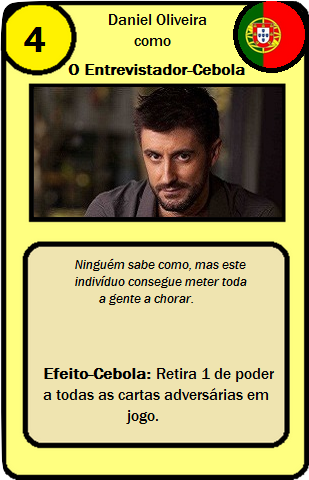 4
Daniel Oliveira
como
O Entrevistador-Cebola
Ninguém sabe como, mas este
indivíduo consegue meter toda
a gente a chorar.
Efeito-Cebola: Retira 1 de poder
a todas as cartas adversárias em
jogo.